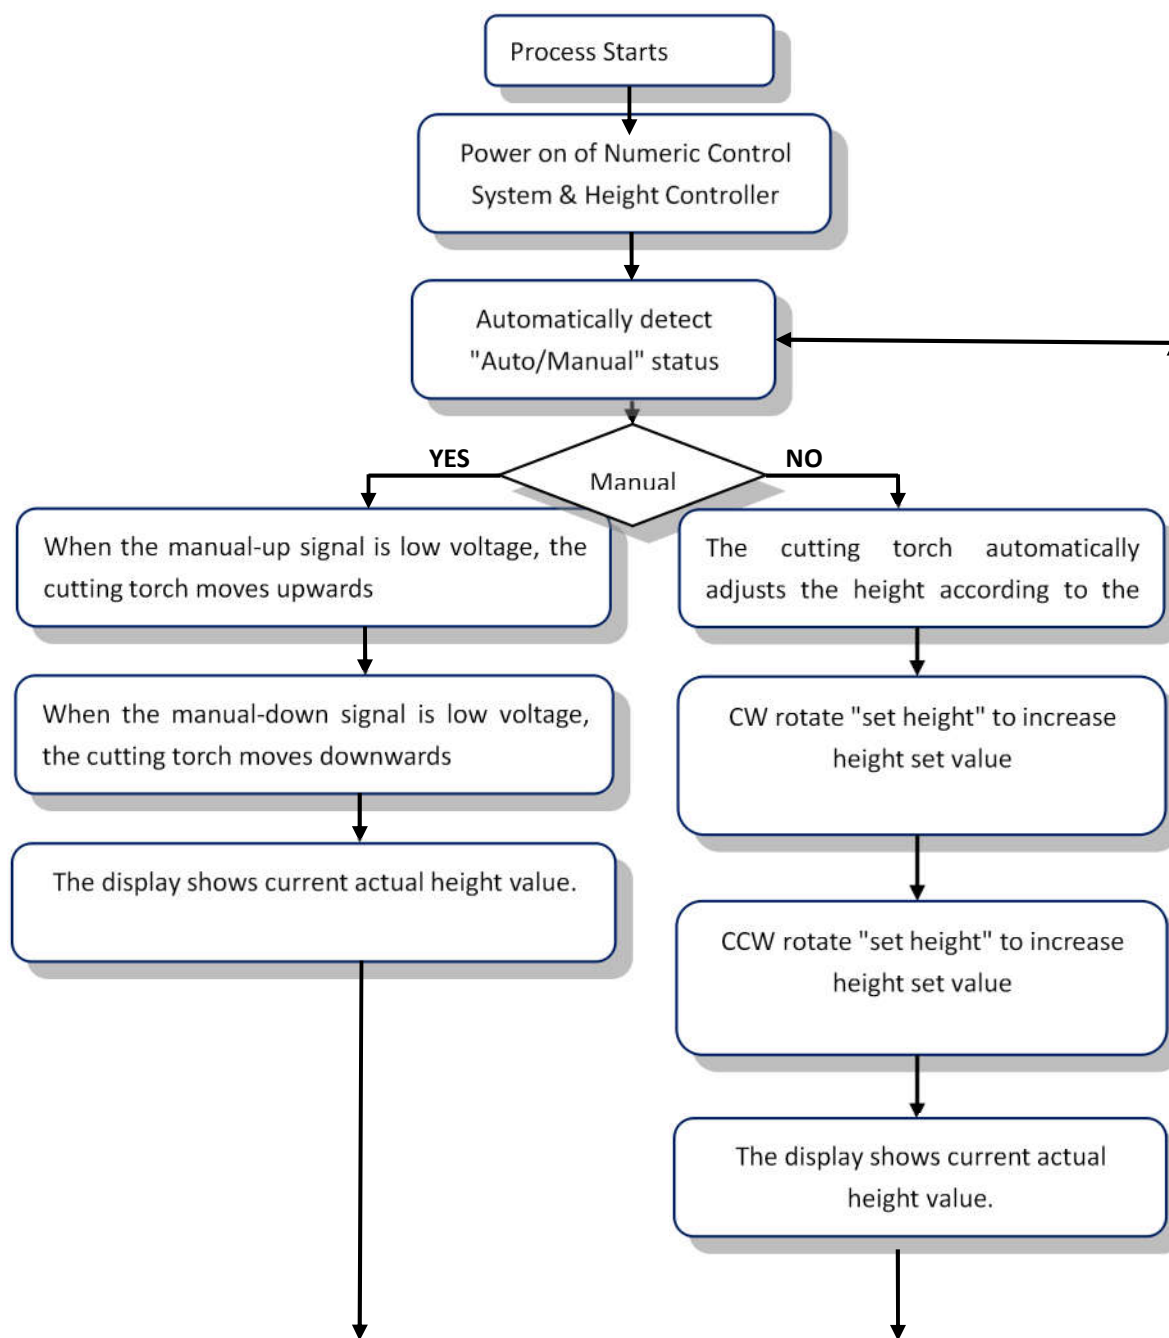 Process Starts
Power on of Numeric Control
System & Height Controller
Automatically detect
"Auto/Manual" status
YES
NO
Manual
When the manual-up signal is low voltage, the
cutting torch moves upwards
The cutting torch automatically
adjusts the height according to the
When the manual-down signal is low voltage,
the cutting torch moves downwards
CW rotate "set height" to increase
height set value
The display shows current actual height value.
CCW rotate "set height" to increase
height set value
The display shows current actual
height value.